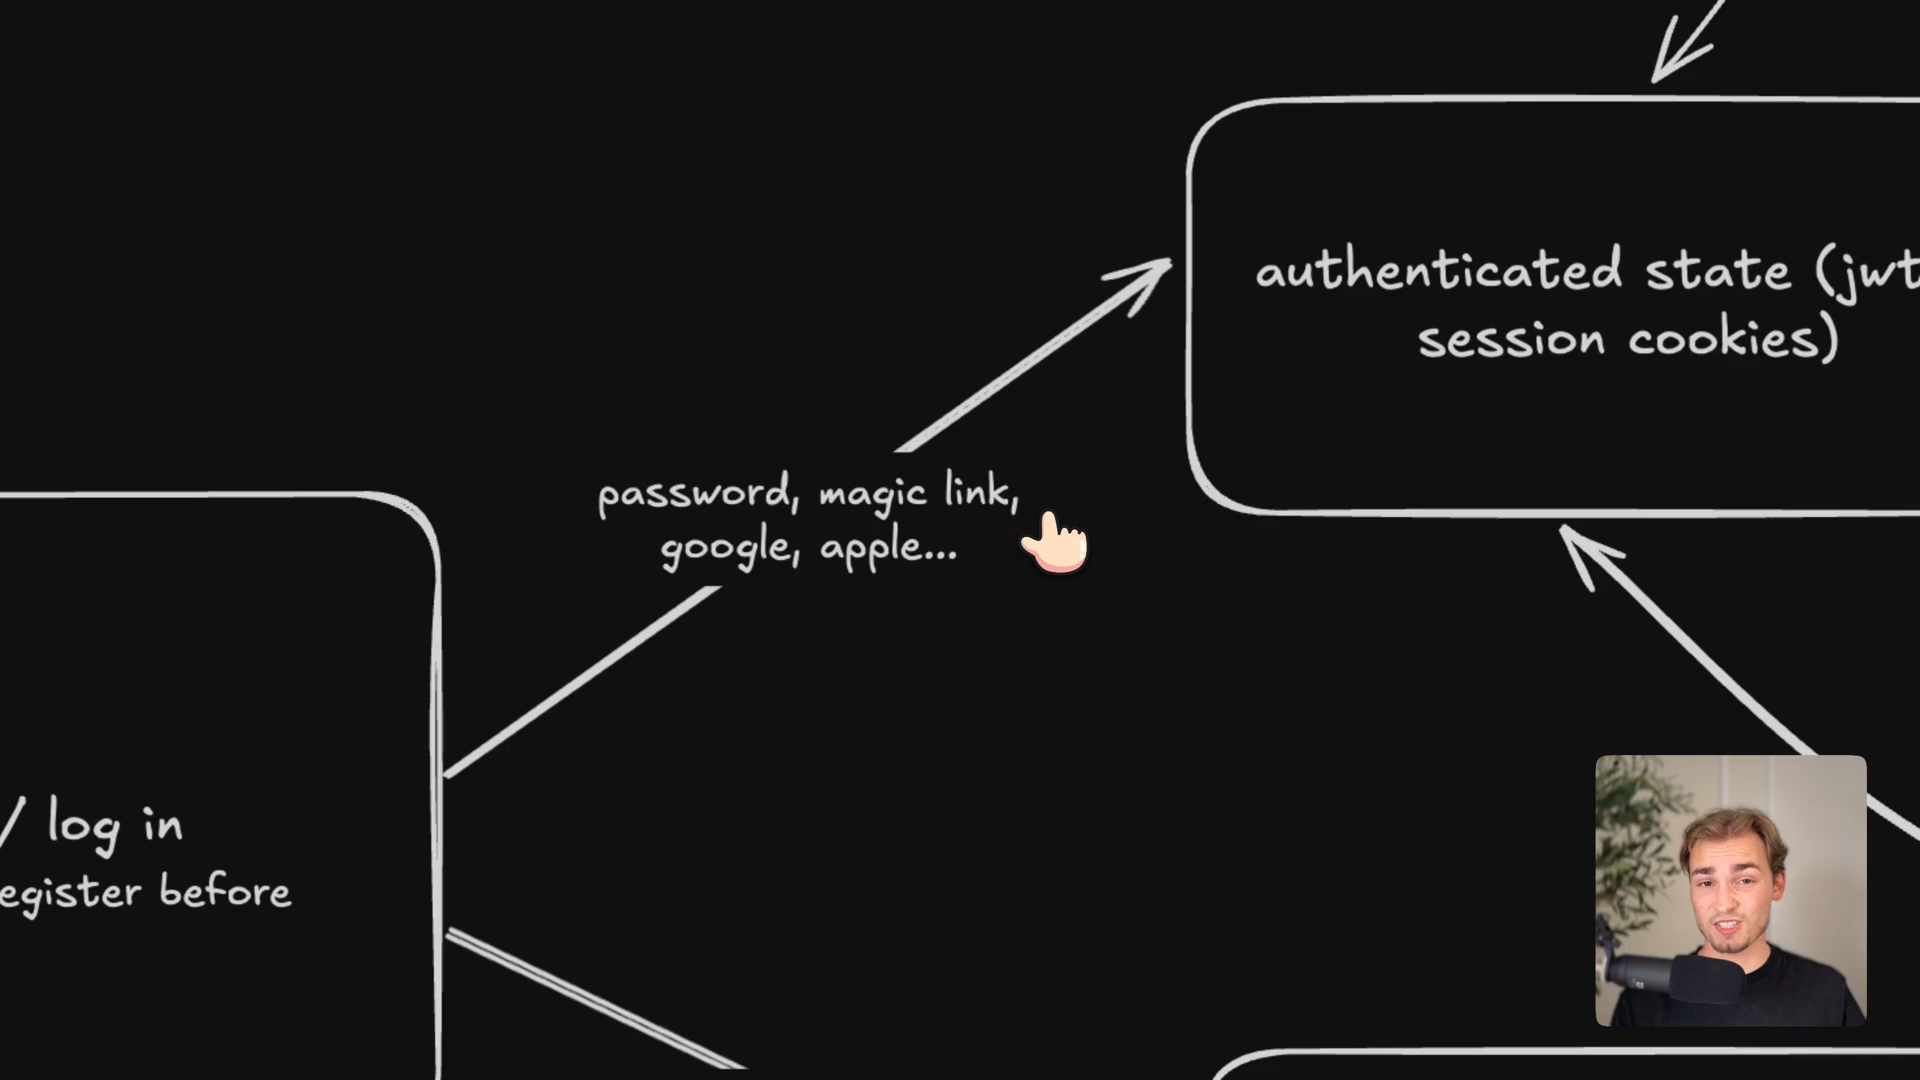 authenticated state (jwt
session cookies)
password, magic link,
google, apple...
/ log in
egister before